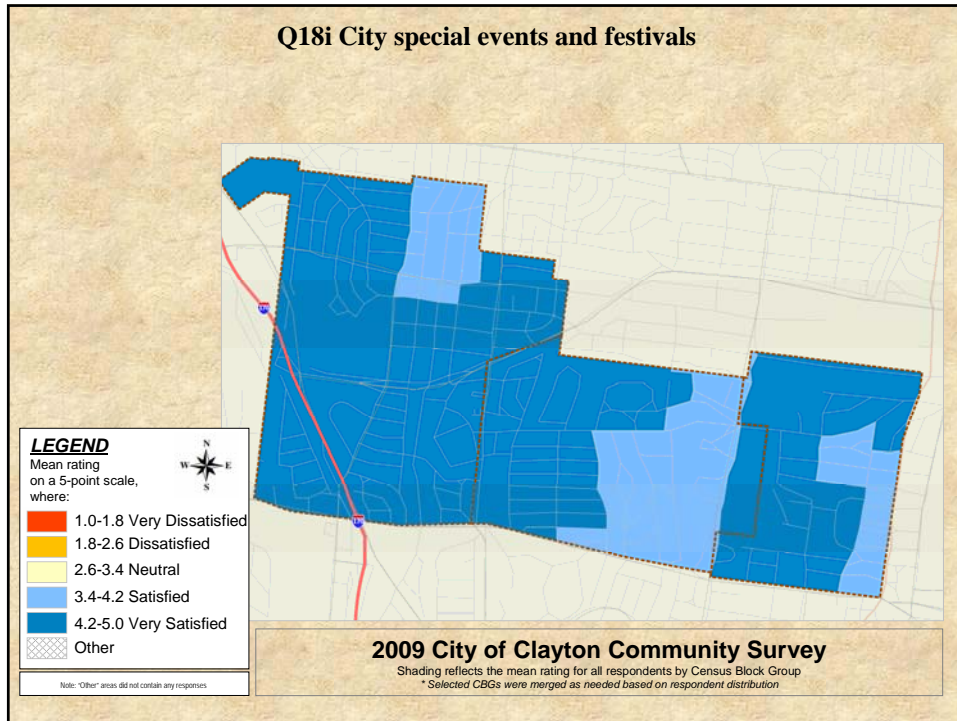 Q18i City special events and festivals
LEGEND
Mean rating
on a 5-point scale,
where:
N
W E
S
1.0-1.8 Very Dissatisfied
1.8-2.6 Dissatisfied
2.6-3.4 Neutral
3.4-4.2 Satisfied
4.2-5.0 Very Satisfied
Other
Note: "Other" areas did not contain any responses
2009 City of Clayton Community Survey
Shading reflects the mean rating for all respondents by Census Block Group
* Selected CBGs were merged as needed based on respondent distribution